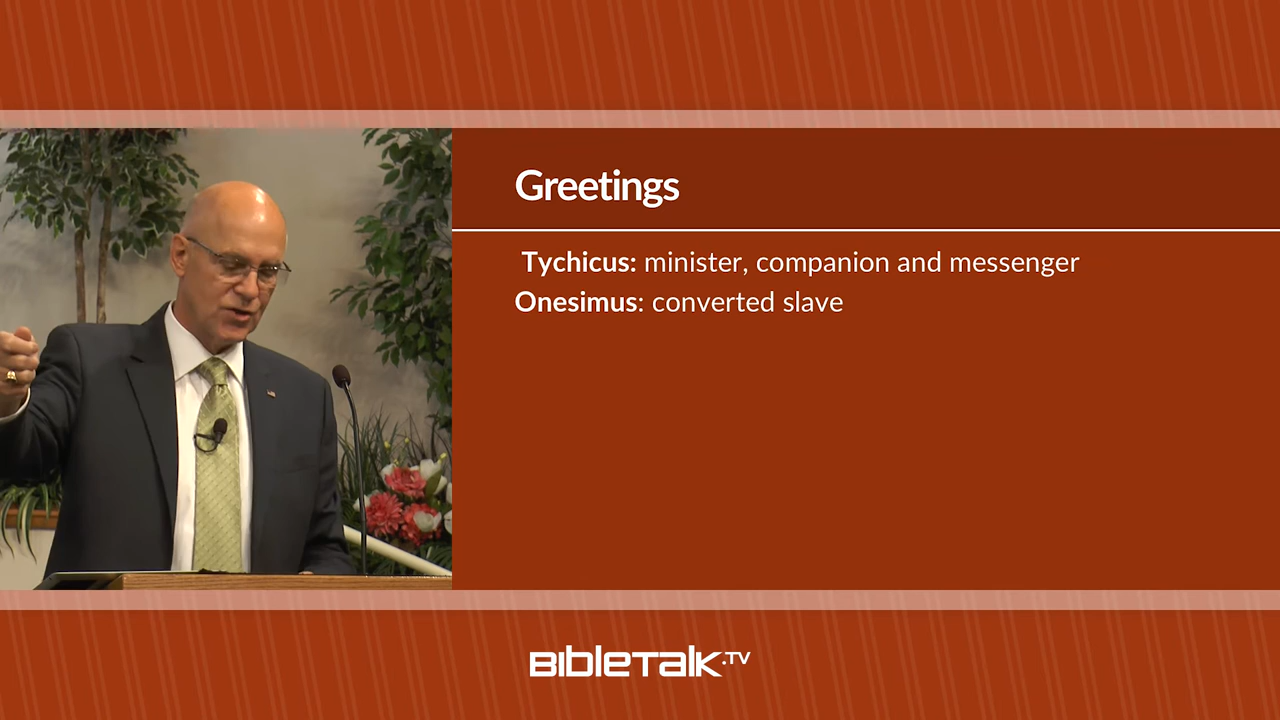 Greetings
Tychicus: minister, companion and messenger
Onesimus: converted slave
BIBLETALK.TV